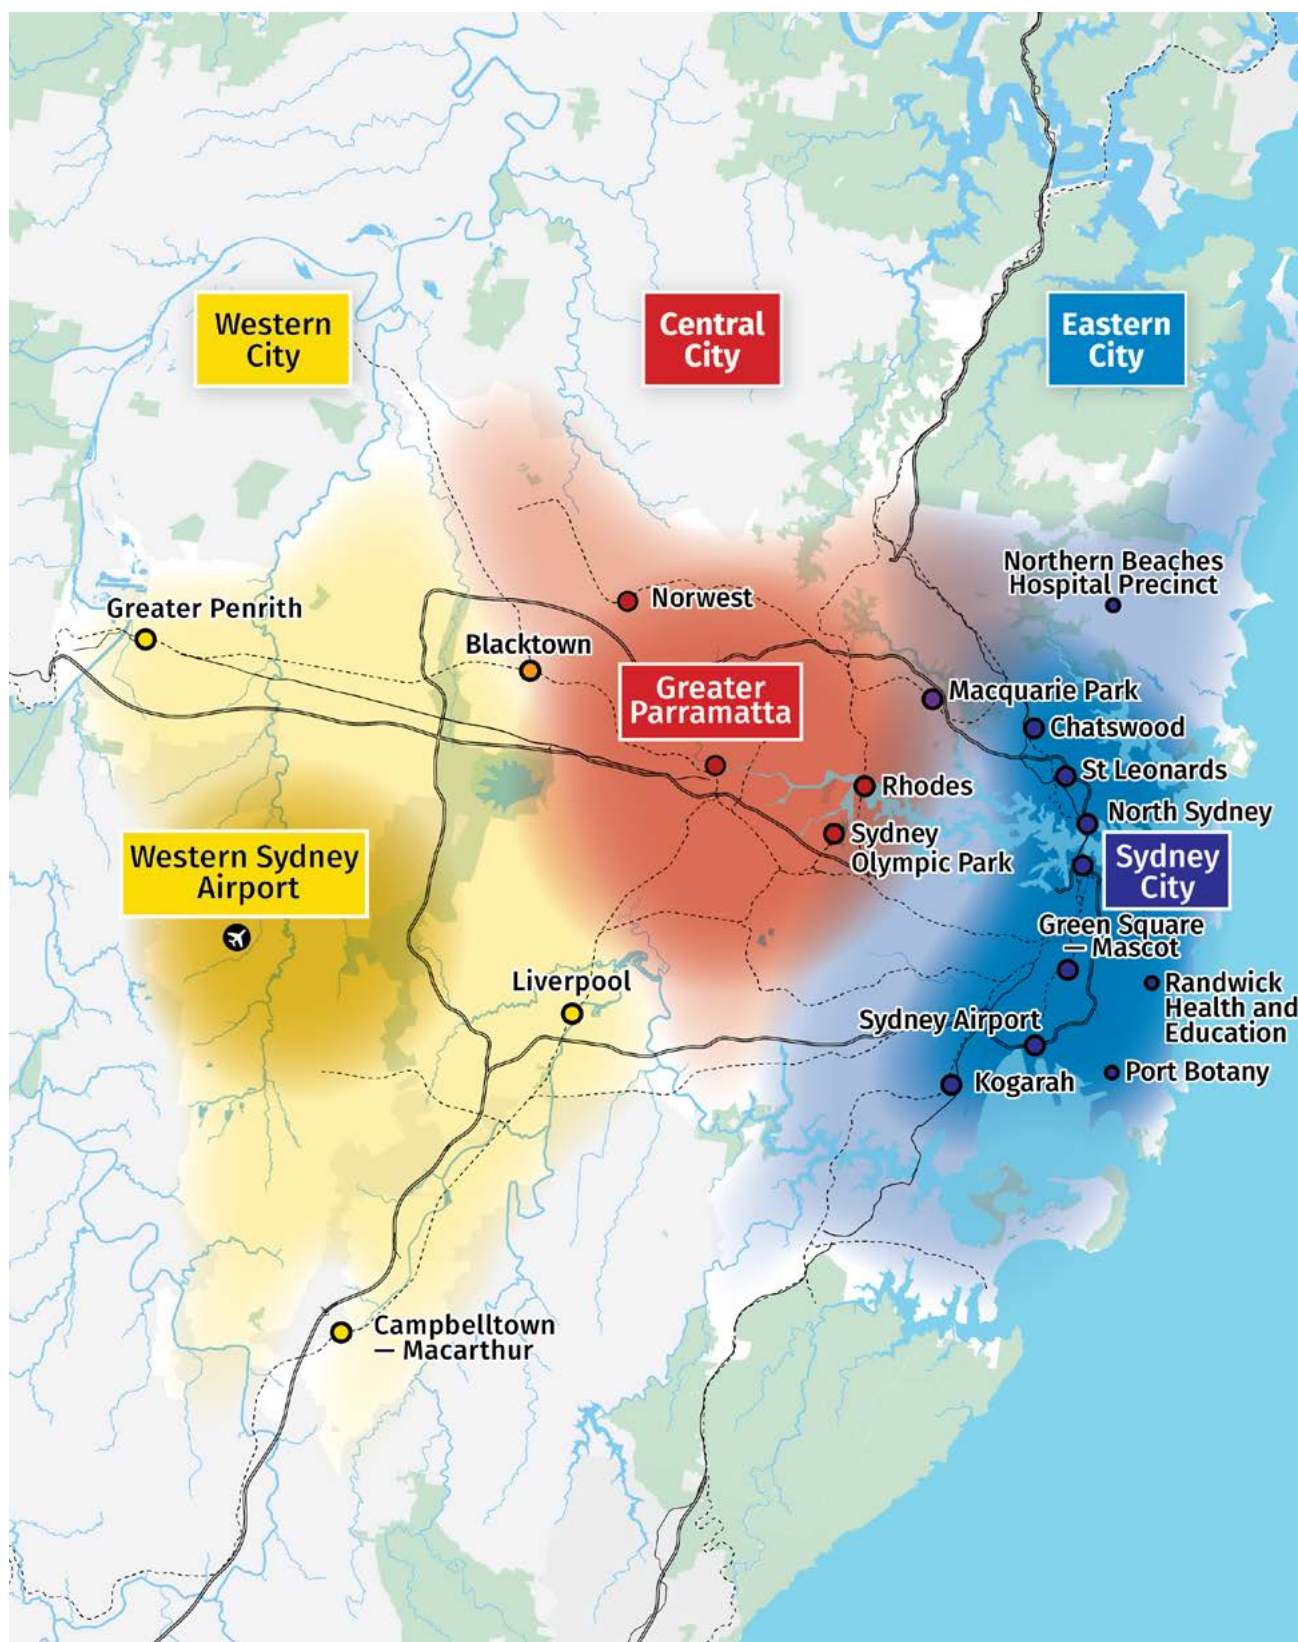 Western
City
Central
City
Eastern
City
Northern Beaches
Hospital Precinct
Greater Penrith
Norwest
Blacktown
Greater
Parramatta
Macquarie Park
Chatswood
St Leonards
Rhodes
North Sydney
Sydney
Olympic Park
Sydney
City
Western Sydney
Airport
Green Square
— Mascot
Liverpool
Randwick
Health and
Education
Sydney Airport
Port Botany
Kogarah
Campbelltown
— Macarthur